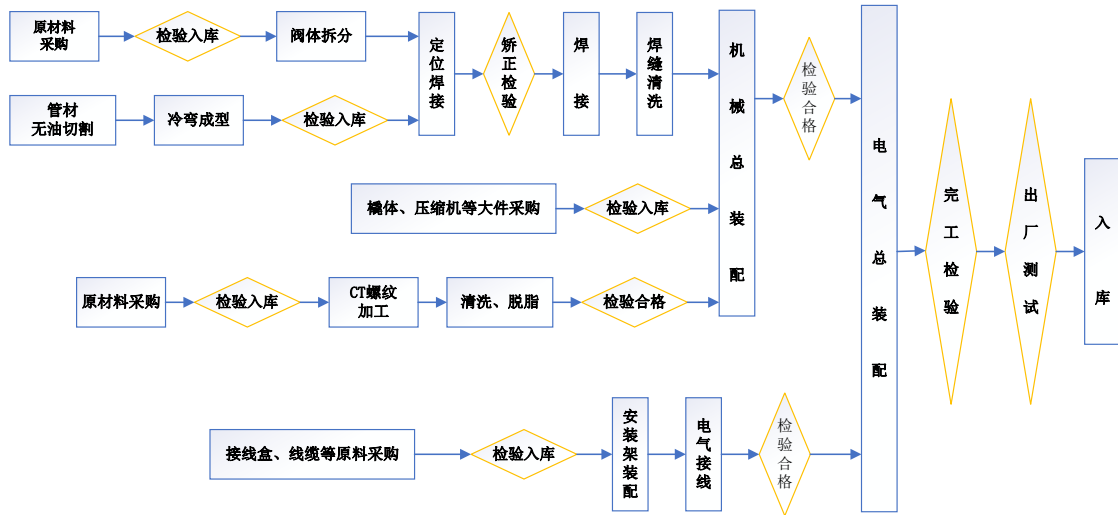 原材料
采购
检验入库
阀体拆分
定位焊接
矫正检验
焊接
焊缝清洗
机械总装配
检验合格
电气总装配
完工检验
出厂测试
入库
管材
无油切割
冷弯成型
检验入库
橇体、压缩机等大件采购
检验入库
原材料采购
检验入库
CT螺纹
加工
清洗、脱脂
检验合格
接线盒、线缆等原料采购
检验入库
安装架装配
电气接线
检验合格